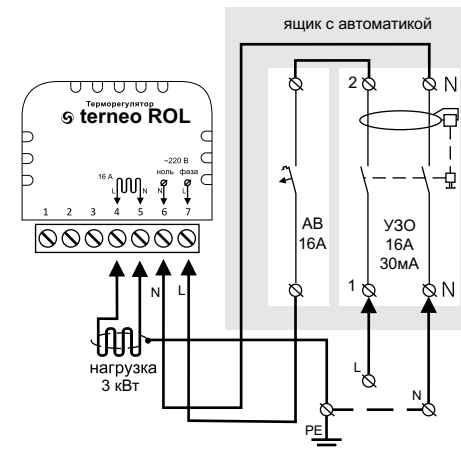 ящик с автоматикой
2
N
Терморегулятор
terneo ROL
~220 В
ноль фаза
16 А
L
N
N
L
1 2 3 4 5 6 7
АВ
16А
УЗО
16А
30мА
1
N
N
L
нагрузка
3 кВт
L
N
PE